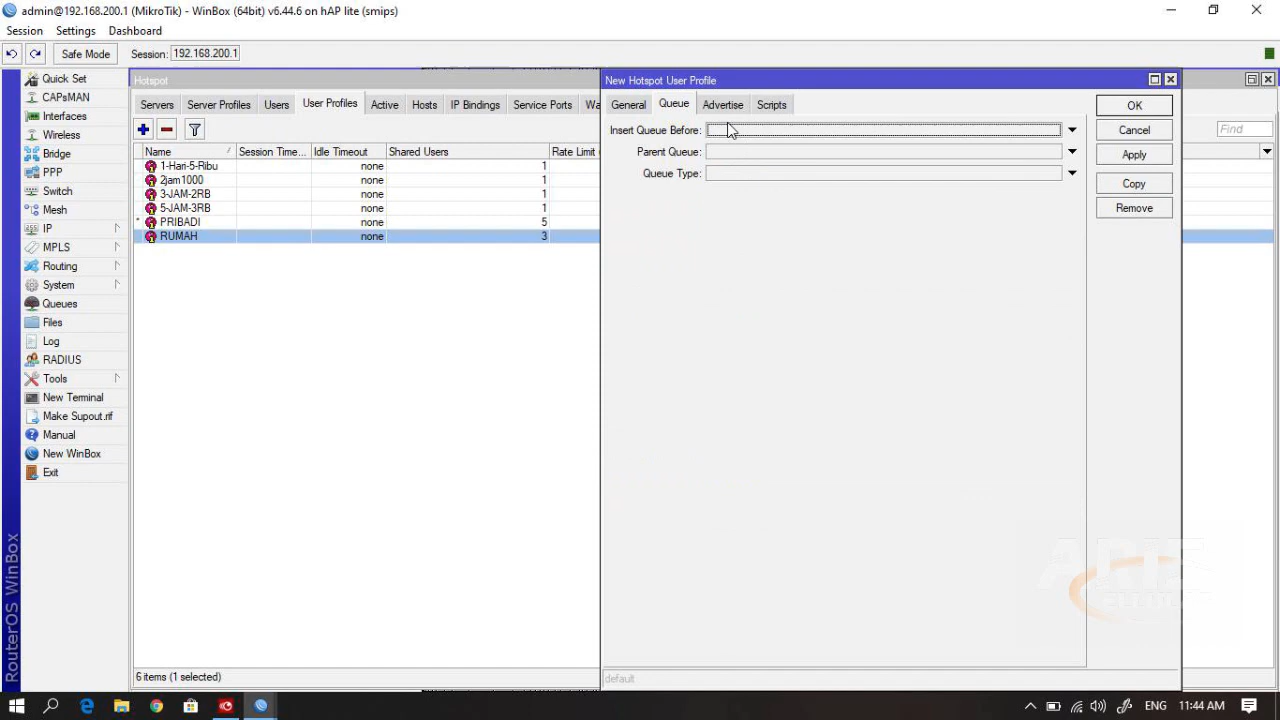 admin@192.168.200.1 (MikroTik) - WinBox (64bit) v6.44.6 on hAP lite (smips)
Session Settings Dashboard
Safe Mode Session: 192.168.200.1
Quick Set
CAPsMAN
Interfaces
Wireless
Bridge
PPP
Switch
Mesh
IP
MPLS
Routing
System
Queues
Files
Log
RADIUS
Tools
New Terminal
Make Supout.rif
Manual
New WinBox
Exit
RouterOS WinBox
Hotspot
Servers Server Profiles Users User Profiles Active Hosts IP Bindings Service Ports Wa
Find
Name Session Time... Idle Timeout Shared Users Rate Limit
1-Hari-5-Ribu none 1
2jam1000 none 1
3-JAM-2RB none 1
5-JAM-3RB none 1
* PRIBADI none 5
RUMAH none 3
6 items (1 selected)
New Hotspot User Profile
General Queue Advertise Scripts
Insert Queue Before:
Parent Queue:
Queue Type:
OK
Cancel
Apply
Copy
Remove
default
ENG 11:44 AM